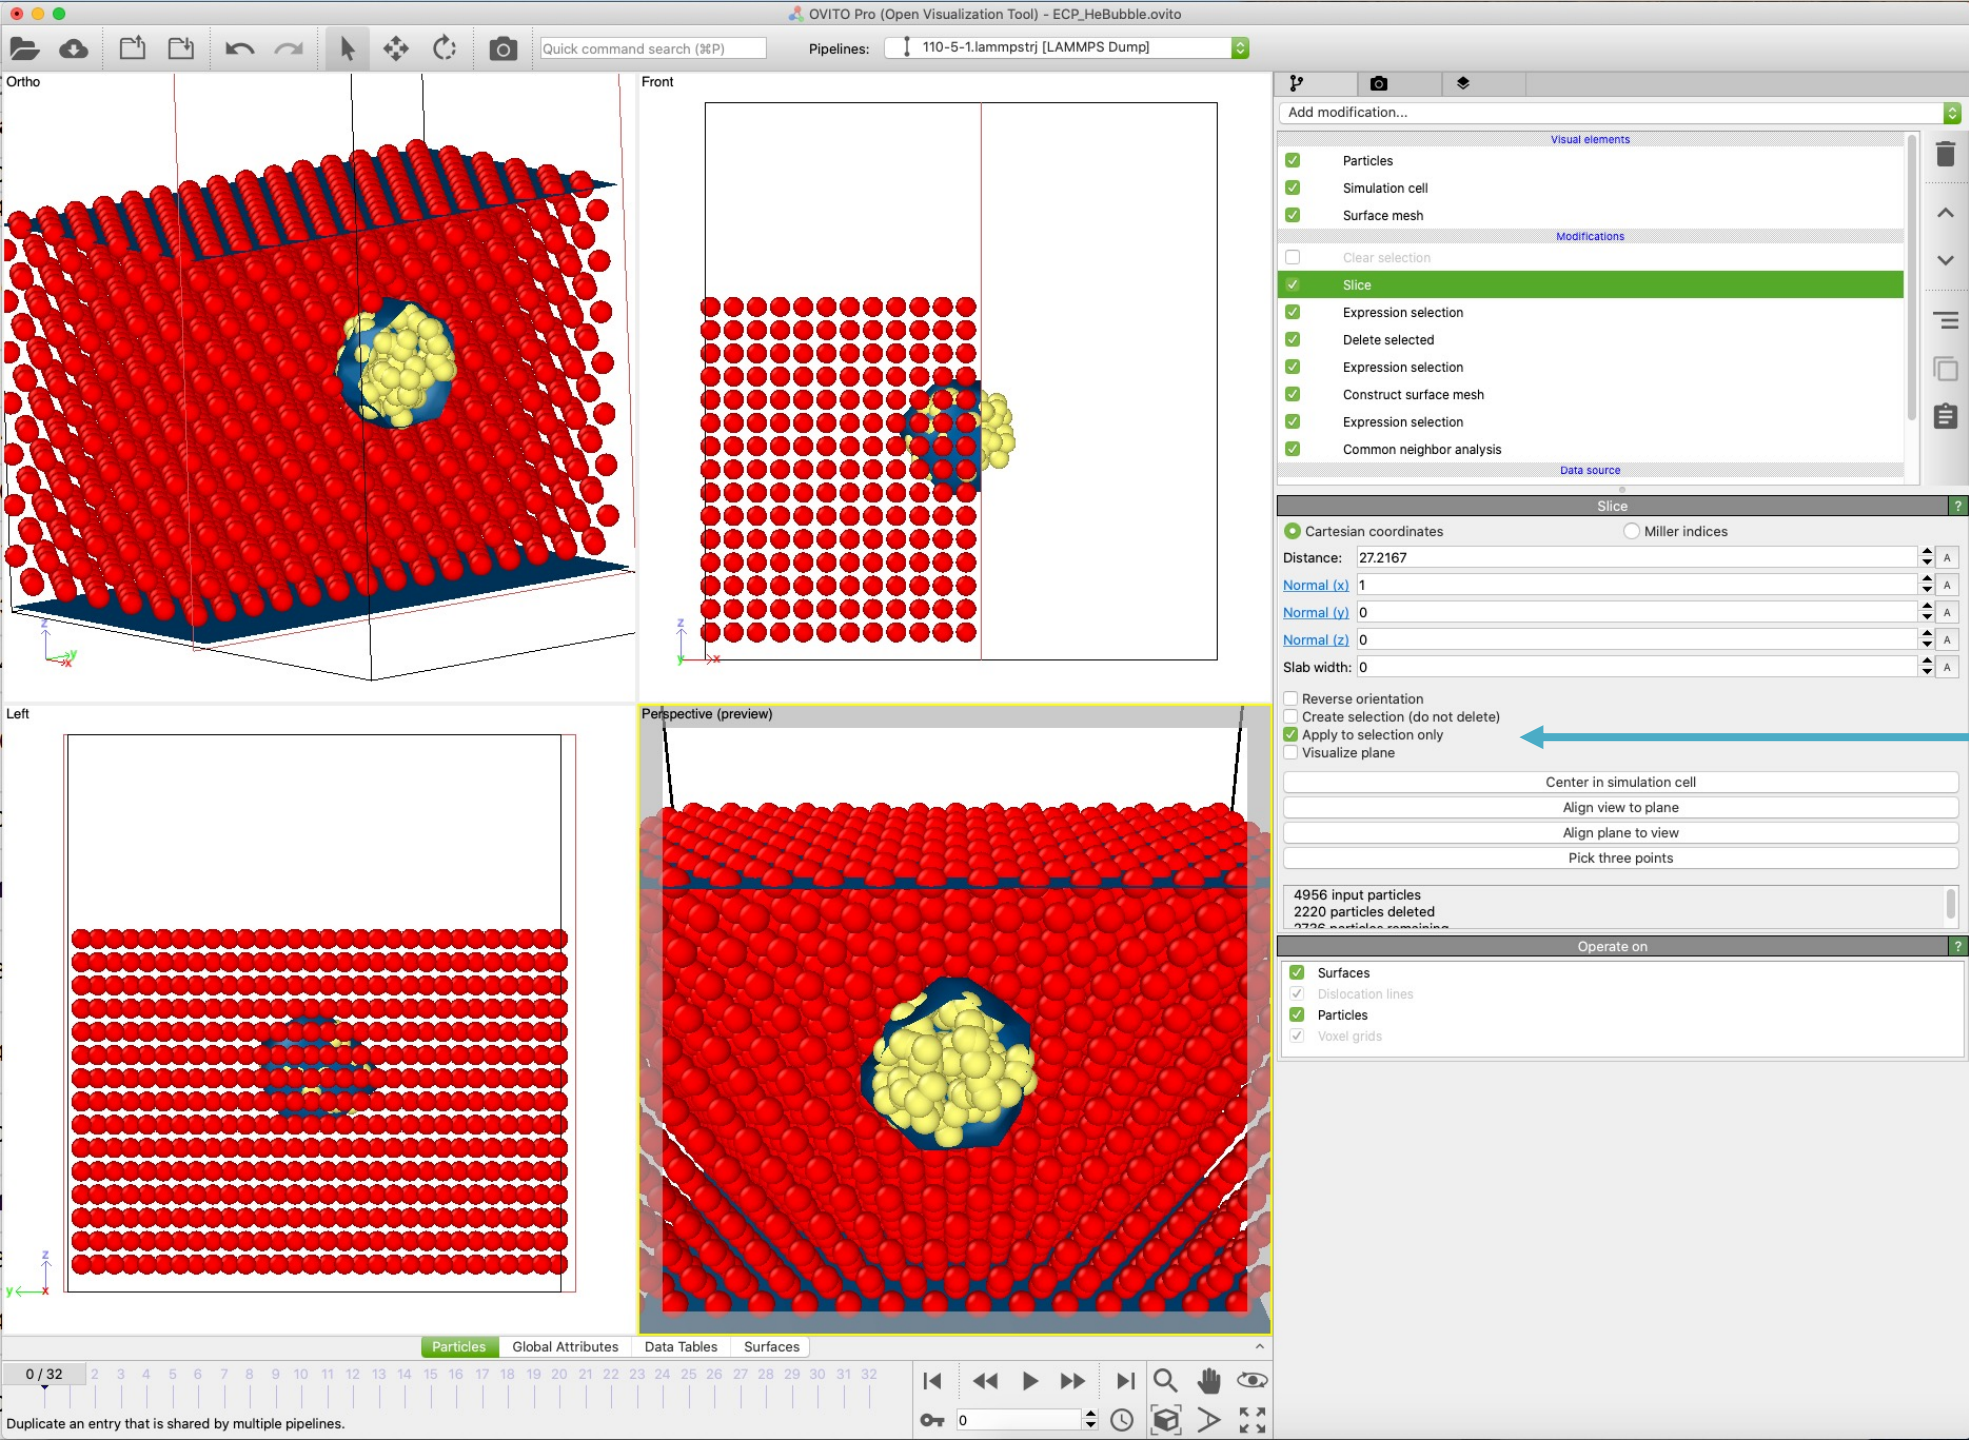 OVITO Pro (Open Visualization Tool) - ECP_HeBubble.ovito
Quick command search (⌘P)
Pipelines:
110-5-1.lammpstrj [LAMMPS Dump]
Ortho
Front
Left
Perspective (preview)
z
y
x
z
y
x
z
y
x
Add modification...
Visual elements
Particles
Simulation cell
Surface mesh
Modifications
Clear selection
Slice
Expression selection
Delete selected
Expression selection
Construct surface mesh
Expression selection
Common neighbor analysis
Data source
Slice
?
Cartesian coordinates
Miller indices
Distance: 27.2167 A
Normal (x) 1 A
Normal (y) 0 A
Normal (z) 0 A
Slab width: 0 A
Reverse orientation
Create selection (do not delete)
Apply to selection only
Visualize plane
Center in simulation cell
Align view to plane
Align plane to view
Pick three points
4956 input particles
2220 particles deleted
2736 particles remaining
Operate on
?
Surfaces
Dislocation lines
Particles
Voxel grids
Particles Global Attributes Data Tables Surfaces
0 / 32 2 3 4 5 6 7 8 9 10 11 12 13 14 15 16 17 18 19 20 21 22 23 24 25 26 27 28 29 30 31 32
0
Duplicate an entry that is shared by multiple pipelines.